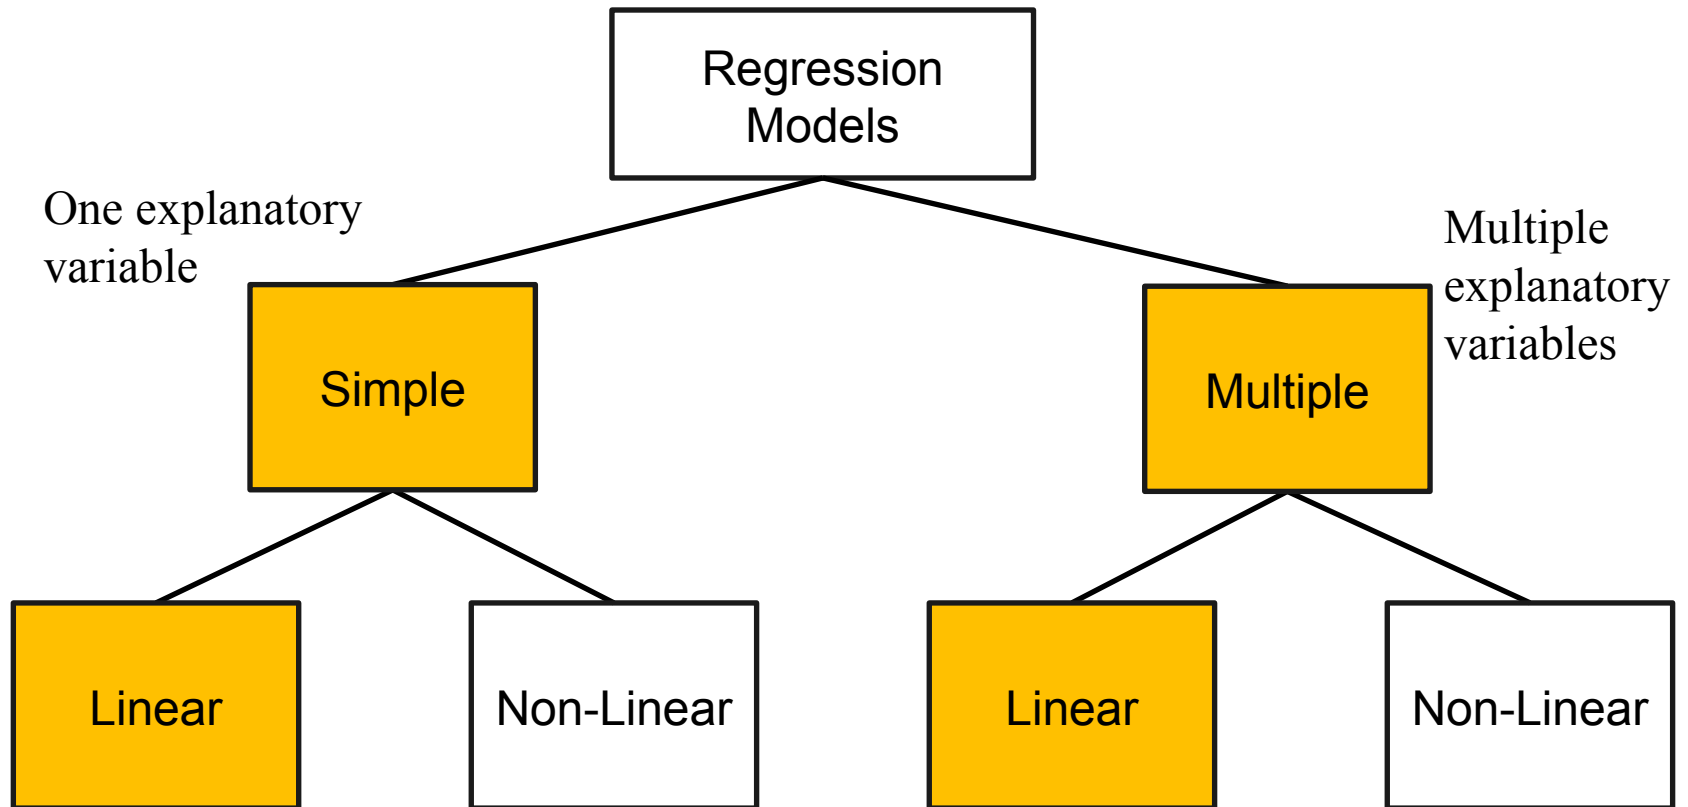 Regression
Models
One explanatory
variable
Multiple
explanatory
variables
Simple
Multiple
Linear
Non-Linear
Linear
Non-Linear